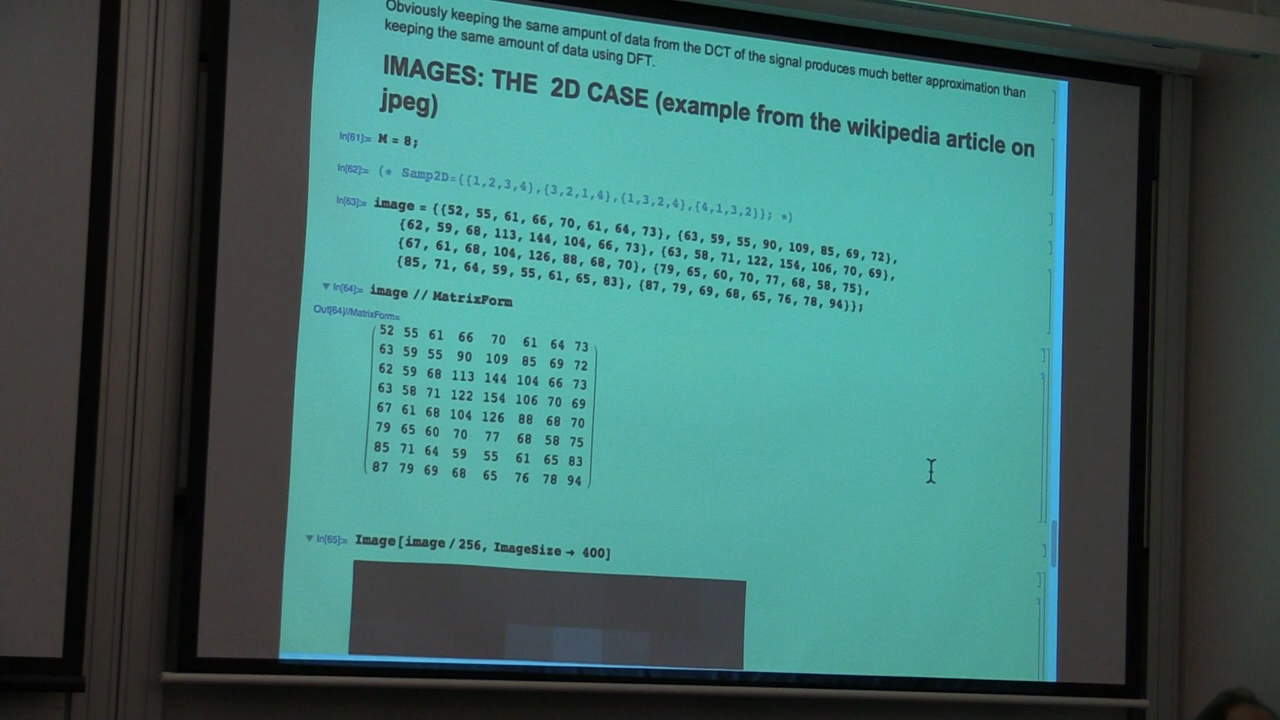 Obviously keeping the same ampunt of data from the DCT of the signal produces much better approximation than
keeping the same amount of data using DFT.
IMAGES: THE 2D CASE (example from the wikipedia article on
jpeg)
In[61]:= M = 8;
In[62]:= (* Samp2D={{1,2,3,4},{3,2,1,4},{1,3,2,4},{4,1,3,2}}; *)
In[63]:= image = {{52, 55, 61, 66, 70, 61, 64, 73}, {63, 59, 55, 90, 109, 85, 69, 72},
{62, 59, 68, 113, 144, 104, 66, 73}, {63, 58, 71, 122, 154, 106, 70, 69},
{67, 61, 68, 104, 126, 88, 68, 70}, {79, 65, 60, 70, 77, 68, 58, 75},
{85, 71, 64, 59, 55, 61, 65, 83}, {87, 79, 69, 68, 65, 76, 78, 94}};
In[64]:= image // MatrixForm
Out[64]//MatrixForm=
52 55 61 66 70 61 64 73
63 59 55 90 109 85 69 72
62 59 68 113 144 104 66 73
63 58 71 122 154 106 70 69
67 61 68 104 126 88 68 70
79 65 60 70 77 68 58 75
85 71 64 59 55 61 65 83
87 79 69 68 65 76 78 94
In[65]:= Image[image / 256, ImageSize → 400]